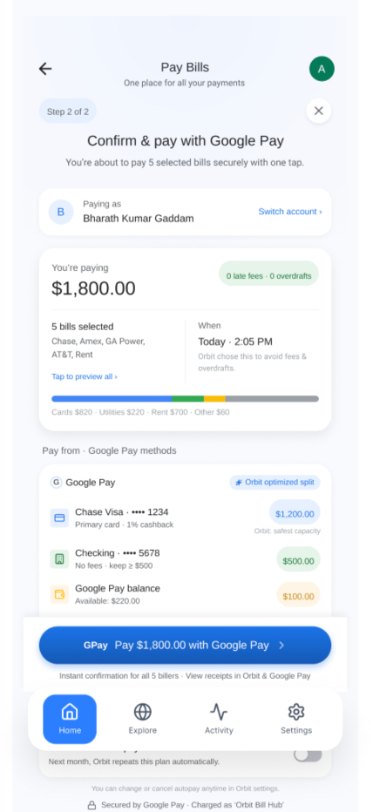 Pay Bills
A
One place for all your payments
Step 2 of 2
Confirm & pay with Google Pay
You're about to pay 5 selected bills securely with one tap.
B
Paying as
Bharath Kumar Gaddam
Switch account ›
You're paying
0 late fees · 0 overdrafts
$1,800.00
5 bills selected
Chase, Amex, GA Power,
AT&T, Rent
Tap to preview all ›
When
Today · 2:05 PM
Orbit chose this to avoid fees &
overdrafts.
Cards $820 · Utilities $220 · Rent $700 · Other $60
Pay from · Google Pay methods
G Google Pay
Orbit optimized split
Chase Visa · •••• 1234
Primary card · 1% cashback
$1,200.00
Orbit: safest capacity
Checking · •••• 5678
No fees · keep ≥ $500
$500.00
Google Pay balance
Available: $220.00
$100.00
GPay Pay $1,800.00 with Google Pay ›
Instant confirmation for all 5 billers · View receipts in Orbit & Google Pay
Home
Explore
Activity
Settings
Next month, Orbit repeats this plan automatically.
You can change or cancel autopay anytime in Orbit settings.
Secured by Google Pay · Charged as 'Orbit Bill Hub'